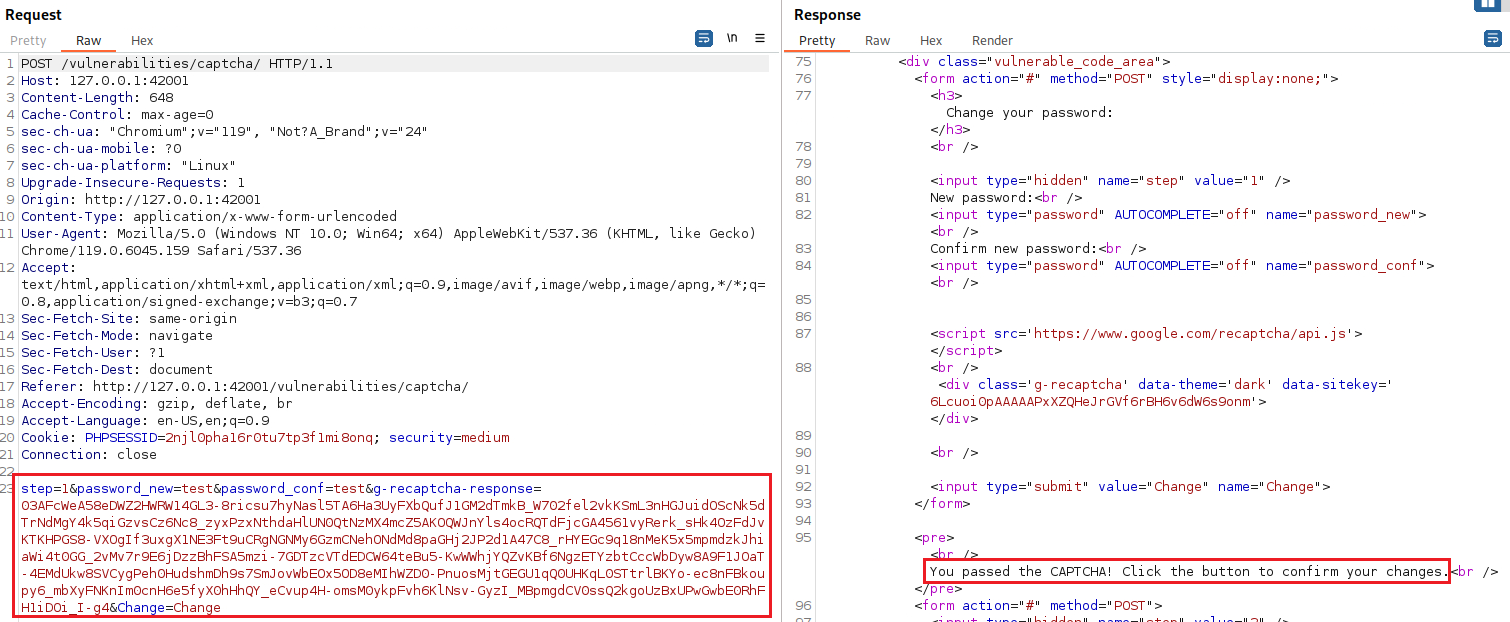 Request
Pretty Raw Hex
\n
1 POST /vulnerabilities/captcha/ HTTP/1.1
2 Host: 127.0.0.1:42001
3 Content-Length: 648
4 Cache-Control: max-age=0
5 sec-ch-ua: "Chromium";v="119", "Not?A_Brand";v="24"
6 sec-ch-ua-mobile: ?0
7 sec-ch-ua-platform: "Linux"
8 Upgrade-Insecure-Requests: 1
9 Origin: http://127.0.0.1:42001
10 Content-Type: application/x-www-form-urlencoded
11 User-Agent: Mozilla/5.0 (Windows NT 10.0; Win64; x64) AppleWebKit/537.36 (KHTML, like Gecko)
Chrome/119.0.6045.159 Safari/537.36
12 Accept:
text/html,application/xhtml+xml,application/xml;q=0.9,image/avif,image/webp,image/apng,*/*;q=
0.8,application/signed-exchange;v=b3;q=0.7
13 Sec-Fetch-Site: same-origin
14 Sec-Fetch-Mode: navigate
15 Sec-Fetch-User: ?1
16 Sec-Fetch-Dest: document
17 Referer: http://127.0.0.1:42001/vulnerabilities/captcha/
18 Accept-Encoding: gzip, deflate, br
19 Accept-Language: en-US,en;q=0.9
20 Cookie: PHPSESSID=2njl0pha16r0tu7tp3f1mi8onq; security=medium
21 Connection: close
22
23 step=1&password_new=test&password_conf=test&g-recaptcha-response=
03AFcWeA58eDWZ2HWRW14GL3-8ricsu7hyNasl5TA6Ha3UyFXbQufJ1GM2dTmkB_W702fel2vkKSmL3nHGJuid0ScNk5d
TrNdMgY4k5qiGzvsCz6Nc8_zyxPzxNthdaHlUN0QtNzMX4mcZ5AKOQWJnYls4ocRQTdFjcGA4561vyRerk_sHk4OzFdJv
KTKHPGS8-VXOgIf3uxgX1NE3Ft9uCRgNGNMy6GzmCNehONdMd8paGHj2JP2d1A47C8_rHYEGc9q18nMeK5x5mpmdzkJhi
aWi4t0GG_2vMv7r9E6jDzzBhFSA5mzi-7GDTzcVTdEDCW64teBu5-KwWWhjYQZvKBf6NgzETYzbtCccWbDyw8A9F1JOaT
-4EMdUkw8SVCygPehOHudshmDh9s7SmJovWbEOx5OD8eMIhWZDO-PnuosMjtGEGU1qQ0UHKqL0STtrlBKYo-ec8nFBkou
py6_mbXyFNKnIm0cnH6e5fyX0hHhQY_eCvup4H-omsM0ykpFvh6KlNsv-GyzI_MBpmgdCV0ssQ2kgoUzBxUPwGwbE0RhF
H1iDOi_I-g4&Change=Change
Response
Pretty Raw Hex Render
75 <div class="vulnerable_code_area">
76 <form action="#" method="POST" style="display:none;">
77 <h3>
Change your password:
</h3>
78 <br />
79
80 <input type="hidden" name="step" value="1" />
81 New password:<br />
82 <input type="password" AUTOCOMPLETE="off" name="password_new">
<br />
83 Confirm new password:<br />
84 <input type="password" AUTOCOMPLETE="off" name="password_conf">
<br />
85
86
87 <script src='https://www.google.com/recaptcha/api.js'>
</script>
88 <br />
<div class='g-recaptcha' data-theme='dark' data-sitekey='
6Lcuoi0pAAAAAPxXZQHeJrGVf6rBH6v6dW6s9onm'>
</div>
89
90 <br />
91
92 <input type="submit" value="Change" name="Change">
93 </form>
94
95 <pre>
<br />
You passed the CAPTCHA! Click the button to confirm your changes.<br />
</pre>
96 <form action="#" method="POST">